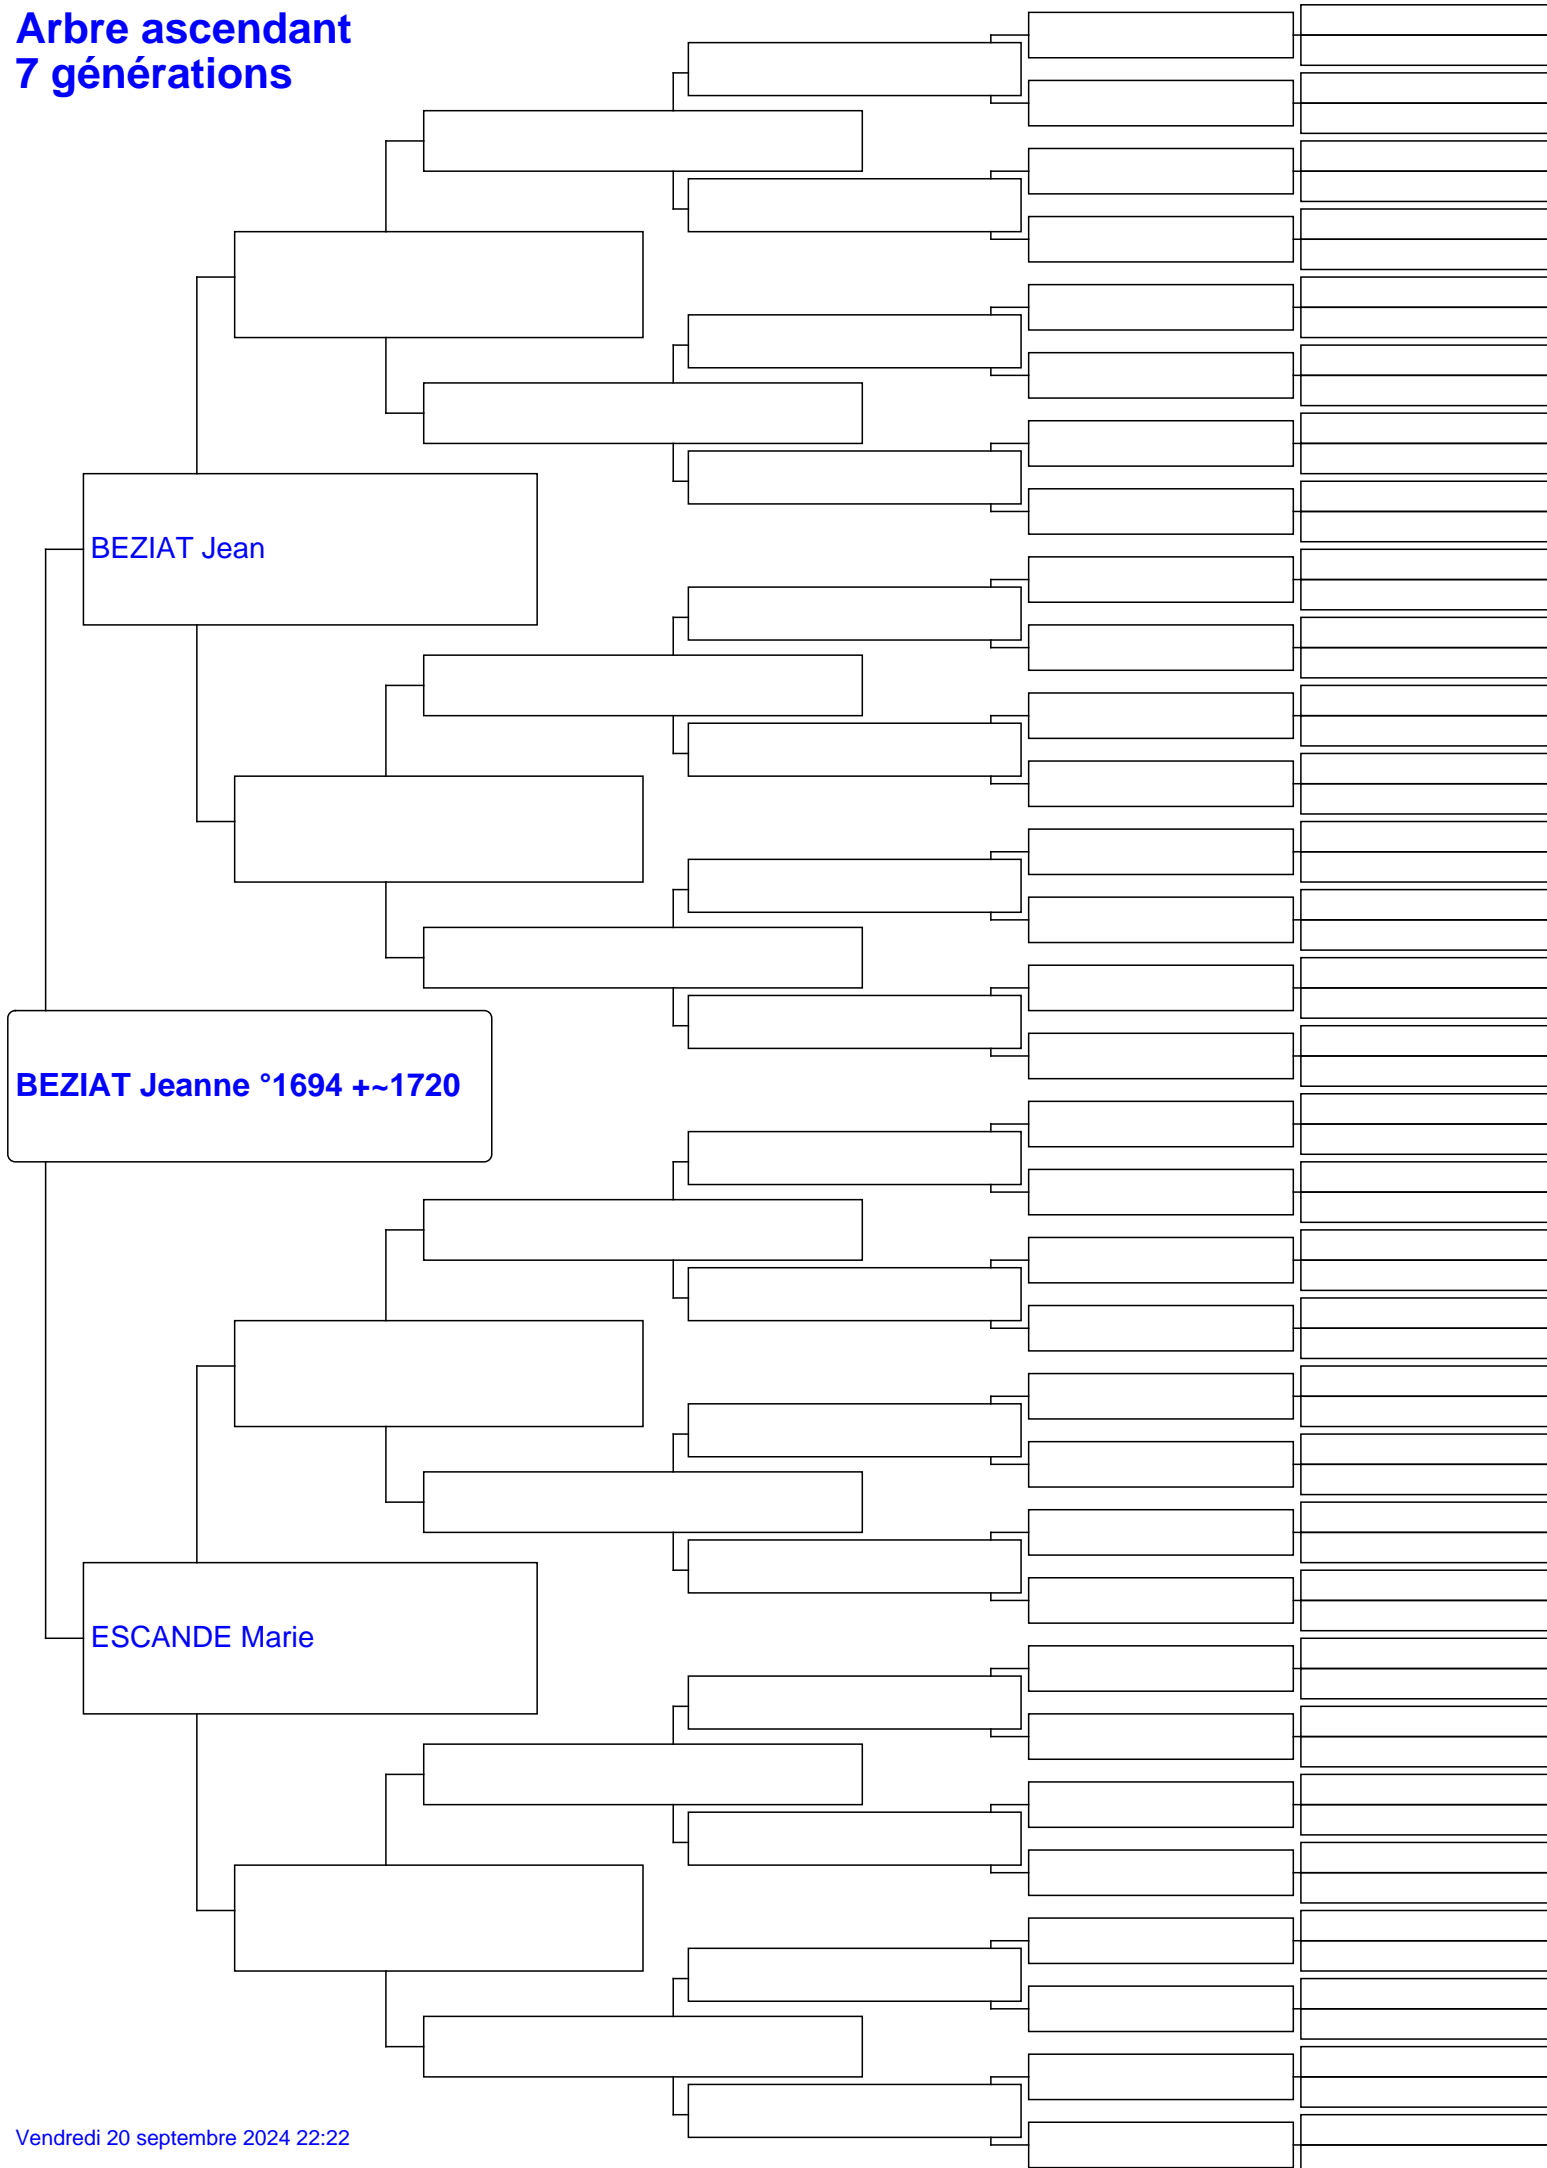 Arbre ascendant
7 générations
BEZIAT Jean
BEZIAT Jeanne °1694 +~1720
ESCANDE Marie
Vendredi 20 septembre 2024 22:22